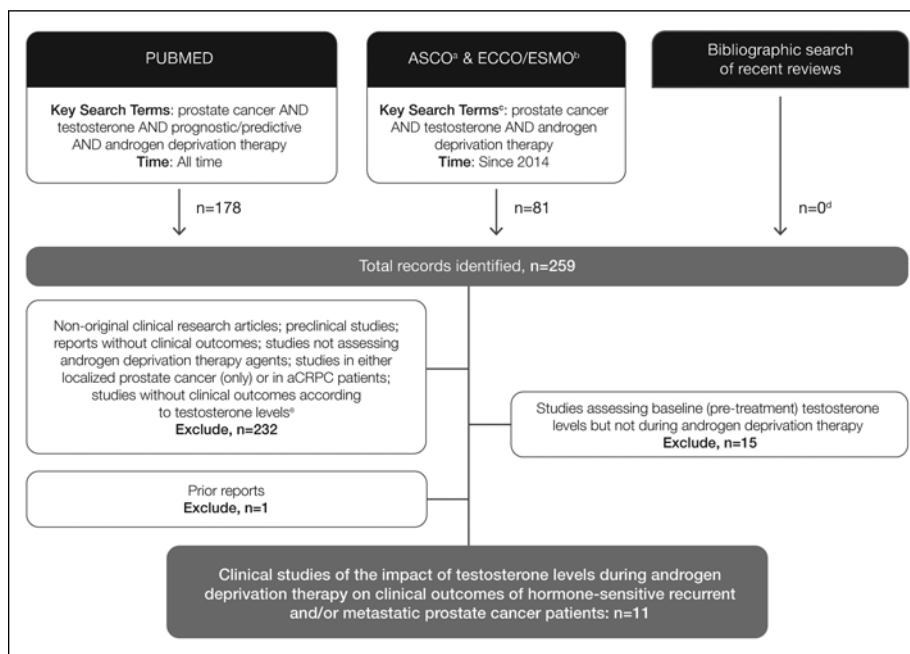 PUBMED
Key Search Terms: prostate cancer AND
testosterone AND prognostic/predictive
AND androgen deprivation therapy
Time: All time
ASCOᵃ & ECCO/ESMOᵇ
Key Search Termsᶜ: prostate cancer
AND testosterone AND androgen
deprivation therapy
Time: Since 2014
Bibliographic search
of recent reviews
n=178
n=81
n=0ᵈ
Total records identified, n=259
Non-original clinical research articles; preclinical studies;
reports without clinical outcomes; studies not assessing
androgen deprivation therapy agents; studies in either
localized prostate cancer (only) or in aCRPC patients;
studies without clinical outcomes according
to testosterone levelsᵉ
Exclude, n=232
Studies assessing baseline (pre-treatment) testosterone
levels but not during androgen deprivation therapy
Exclude, n=15
Prior reports
Exclude, n=1
Clinical studies of the impact of testosterone levels during androgen
deprivation therapy on clinical outcomes of hormone-sensitive recurrent
and/or metastatic prostate cancer patients: n=11